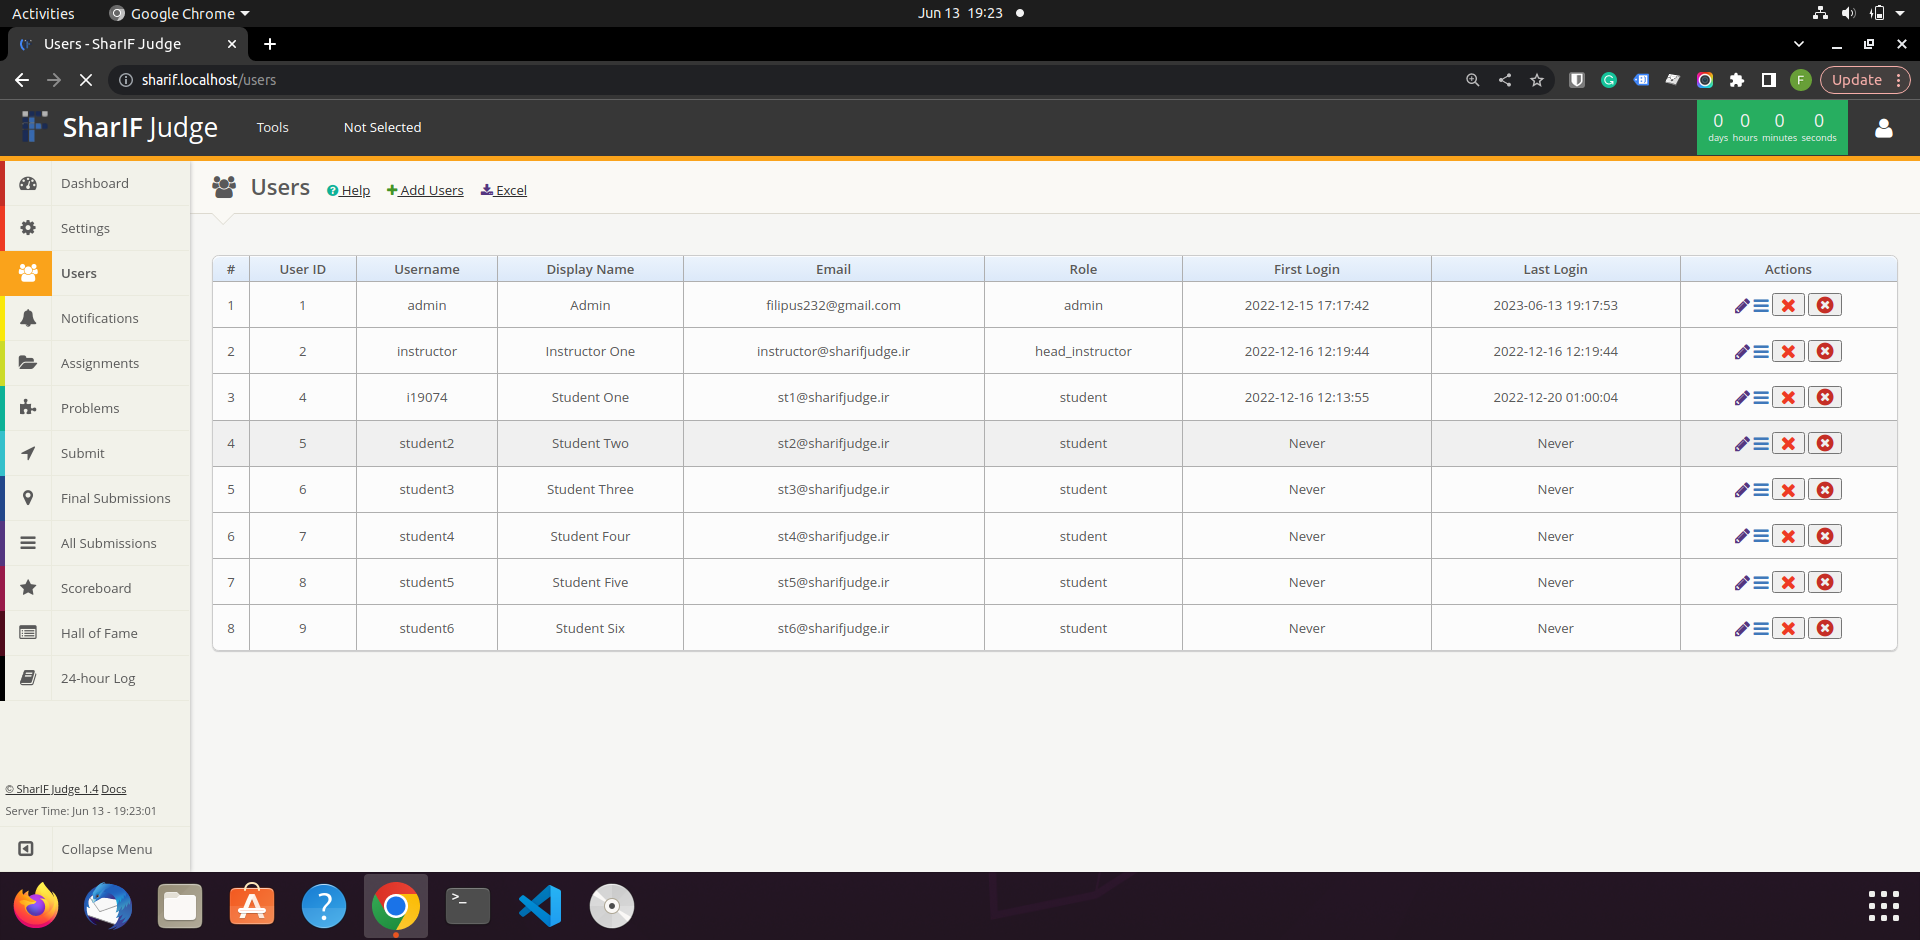 Activities Google Chrome Jun 13 19:23
Users - SharIF Judge
sharif.localhost/users F Update
SharIF Judge Tools Not Selected 0 0 0 0
days hours minutes seconds
Dashboard
Users Help Add Users Excel
Settings
Users
Notifications
Assignments
Problems
Submit
Final Submissions
All Submissions
Scoreboard
Hall of Fame
24-hour Log
# User ID Username Display Name Email Role First Login Last Login Actions
1 1 admin Admin filipus232@gmail.com admin 2022-12-15 17:17:42 2023-06-13 19:17:53
2 2 instructor Instructor One instructor@sharifjudge.ir head_instructor 2022-12-16 12:19:44 2022-12-16 12:19:44
3 4 i19074 Student One st1@sharifjudge.ir student 2022-12-16 12:13:55 2022-12-20 01:00:04
4 5 student2 Student Two st2@sharifjudge.ir student Never Never
5 6 student3 Student Three st3@sharifjudge.ir student Never Never
6 7 student4 Student Four st4@sharifjudge.ir student Never Never
7 8 student5 Student Five st5@sharifjudge.ir student Never Never
8 9 student6 Student Six st6@sharifjudge.ir student Never Never
© SharIF Judge 1.4 Docs
Server Time: Jun 13 - 19:23:01
Collapse Menu